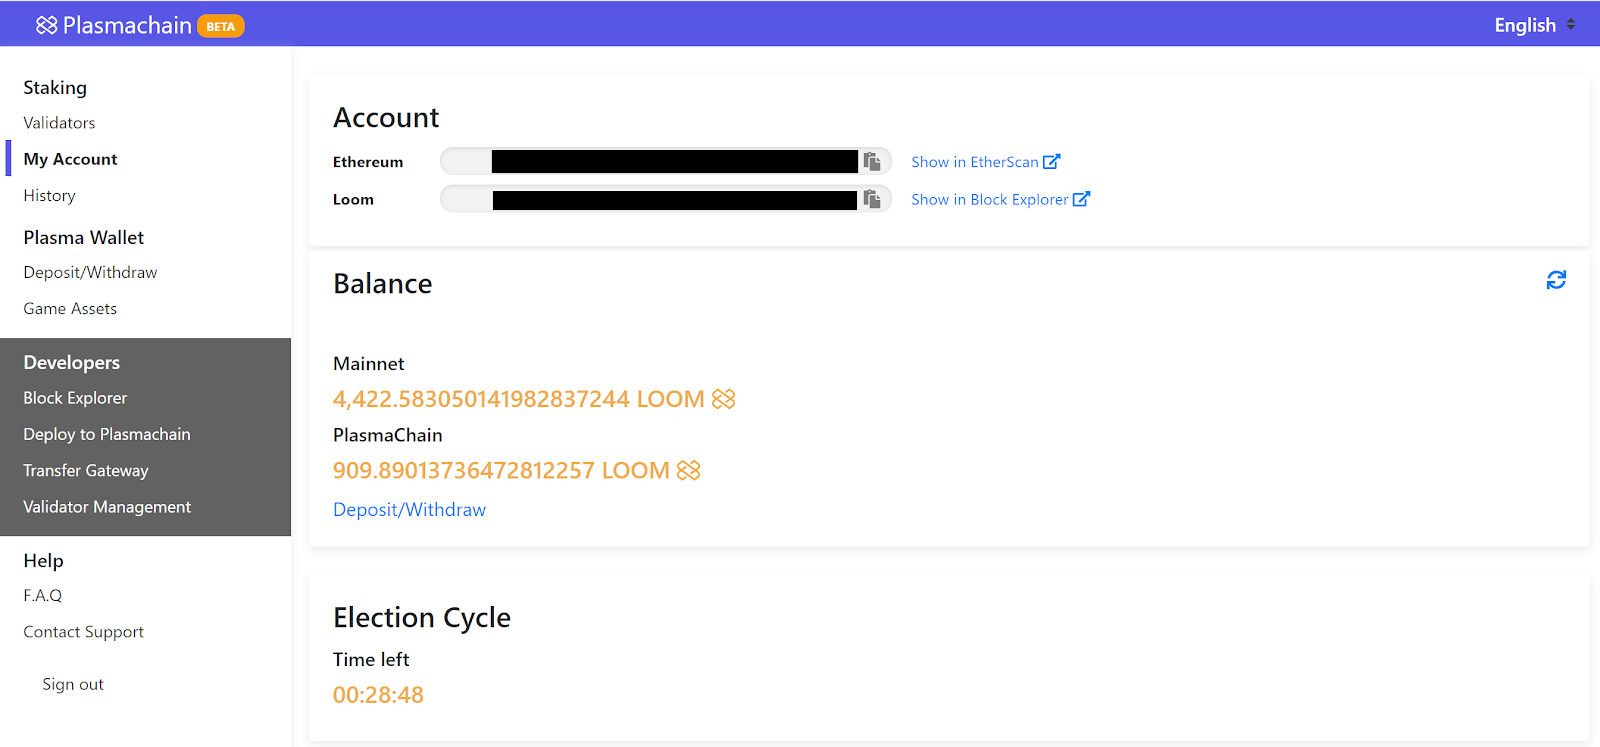 Plasmachain BETA
English
Staking
Validators
My Account
History
Plasma Wallet
Deposit/Withdraw
Game Assets
Developers
Block Explorer
Deploy to Plasmachain
Transfer Gateway
Validator Management
Help
F.A.Q
Contact Support
Sign out
Account
Ethereum
Show in EtherScan
Loom
Show in Block Explorer
Balance
Mainnet
4,422.583050141982837244 LOOM
PlasmaChain
909.89013736472812257 LOOM
Deposit/Withdraw
Election Cycle
Time left
00:28:48